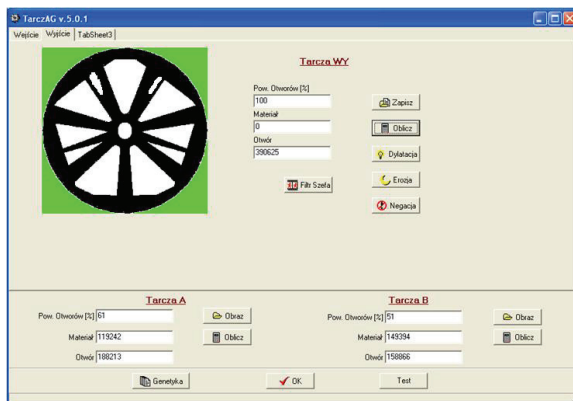 TarczAG v.5.0.1
Wejście Wyjście TabSheet3
Tarcza WY
Pow. Otworów [%]
100
Materiał
0
Otwór
390625
Filtr Szefa
Zapisz
Oblicz
Dylatacja
Erozja
Negacja
Tarcza A
Pow. Otworów [%] 61
Obraz
Materiał 119242
Oblicz
Otwór 188213
Tarcza B
Pow. Otworów [%] 51
Obraz
Materiał 149394
Oblicz
Otwór 158866
Genetyka OK Test